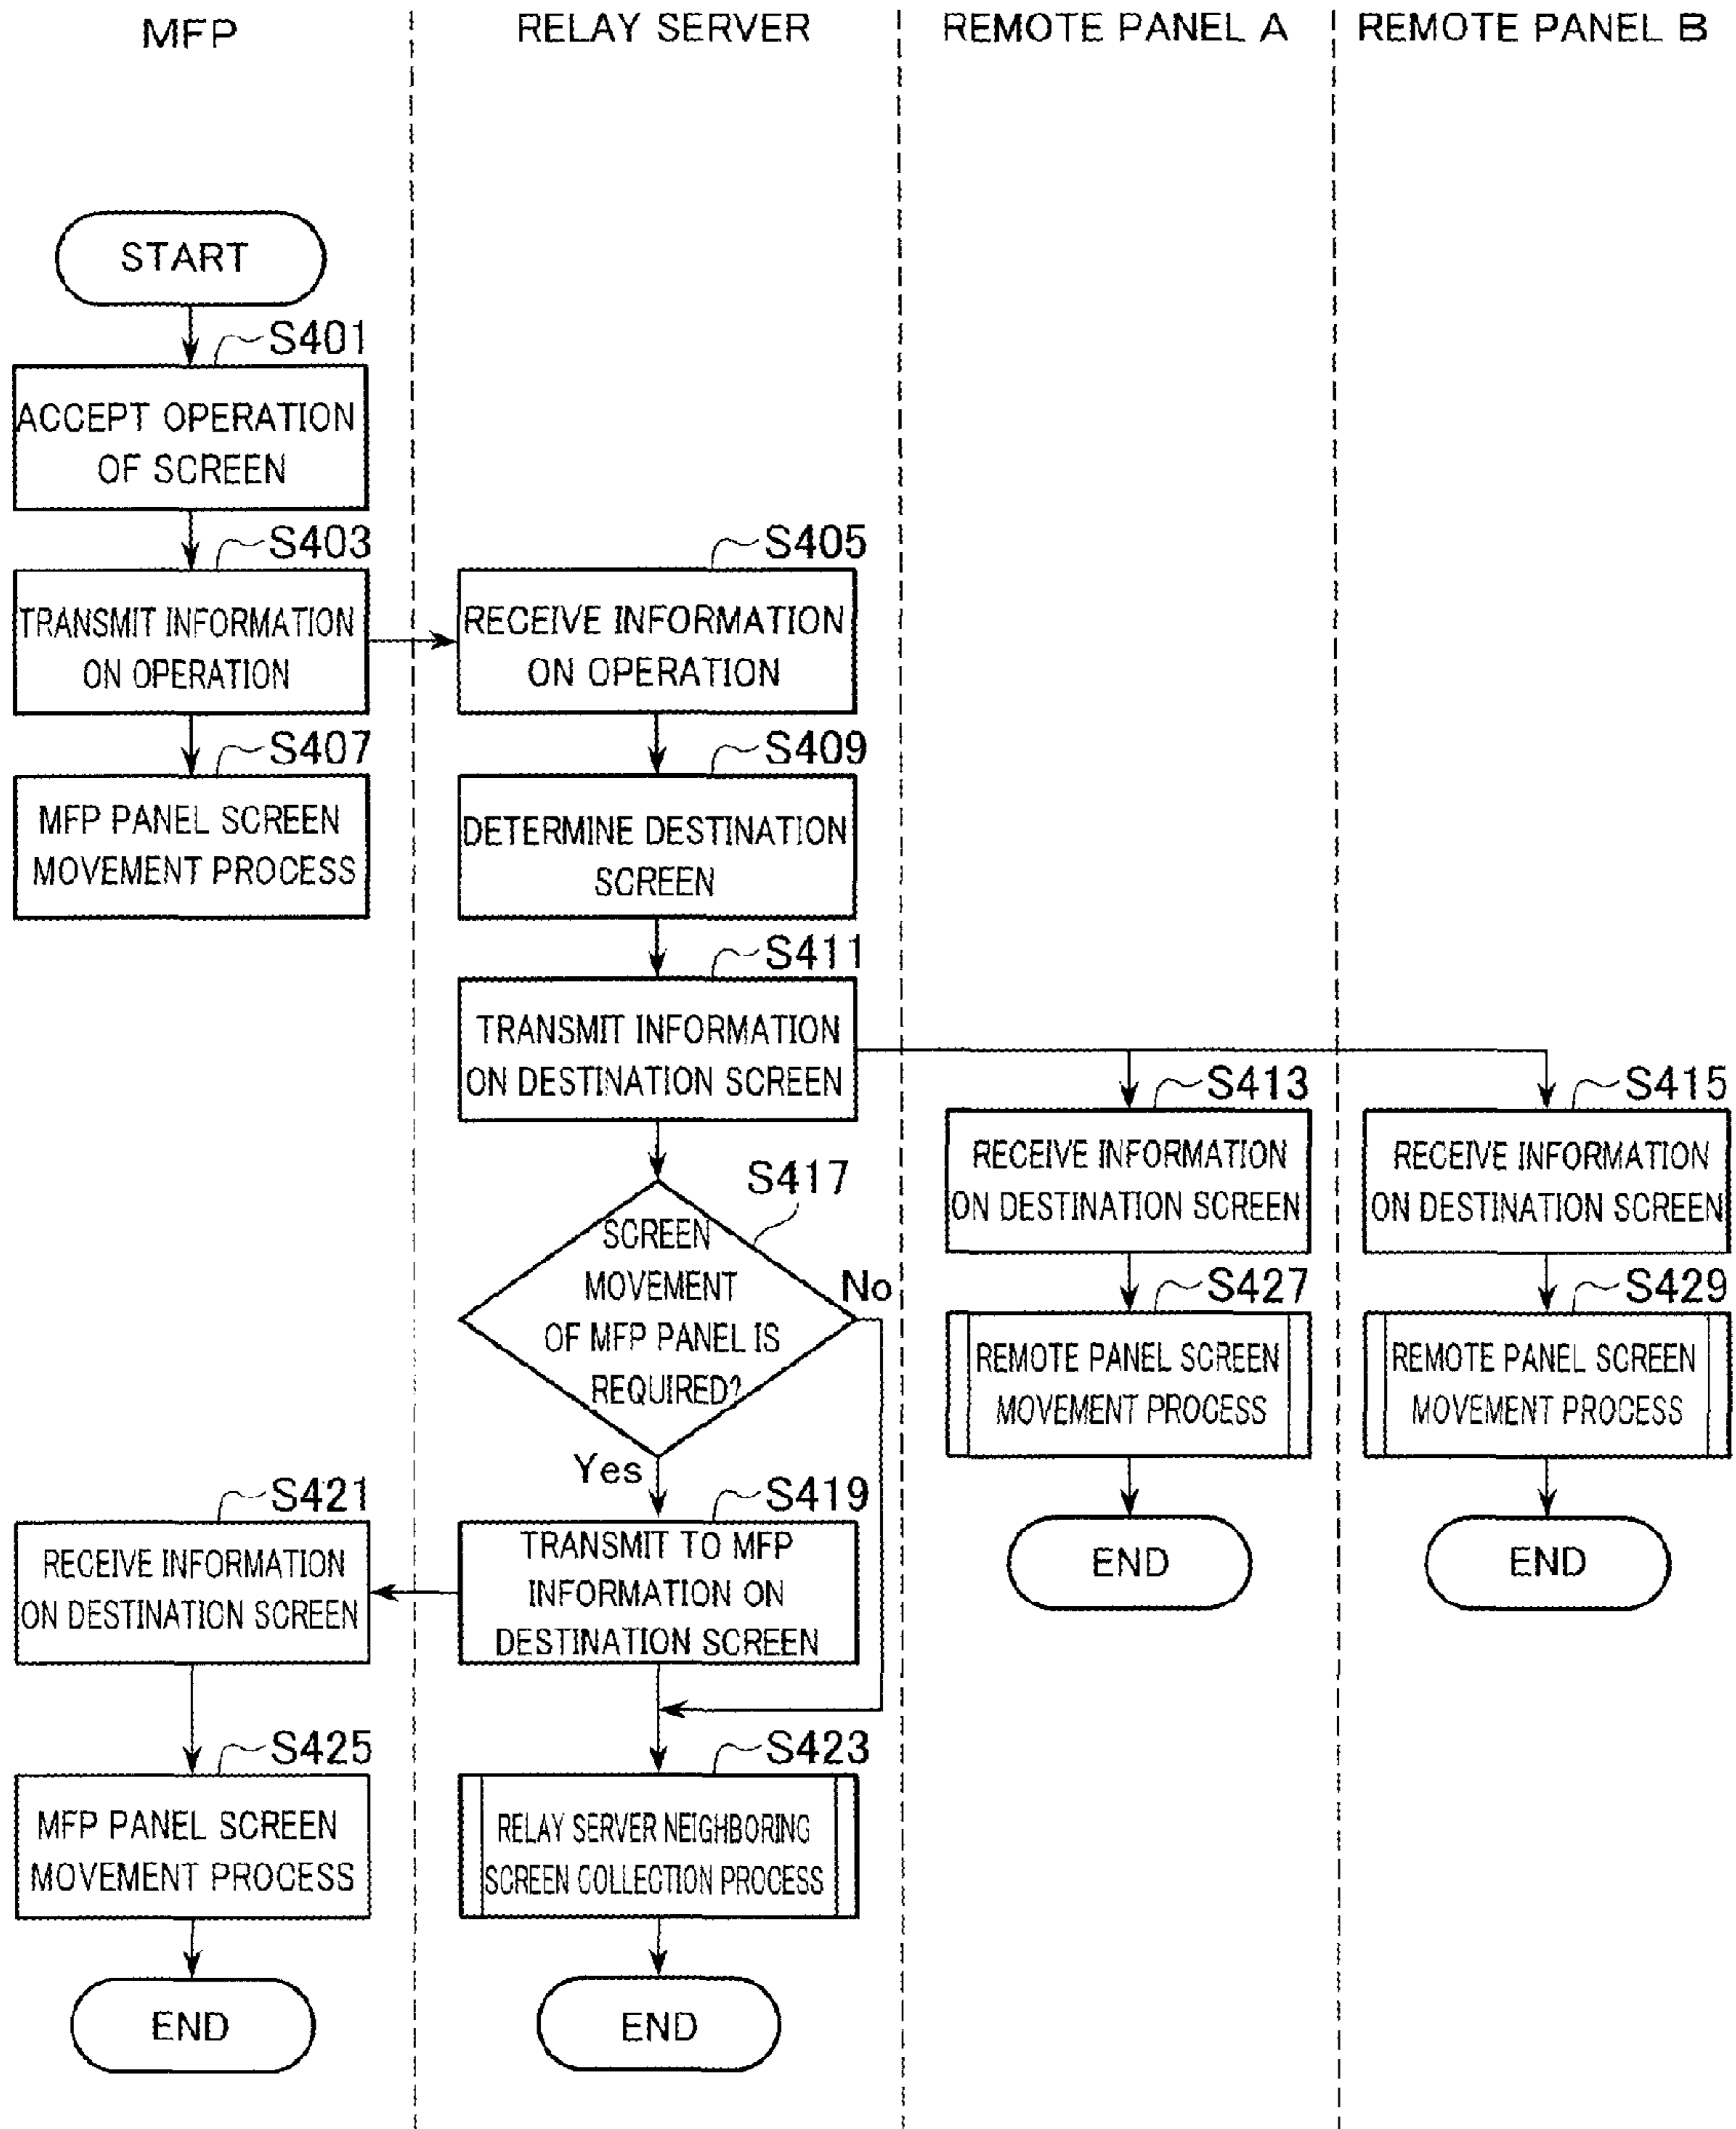 MFP
RELAY SERVER
REMOTE PANEL A
REMOTE PANEL B
START
S401
ACCEPT OPERATION
OF SCREEN
S403
TRANSMIT INFORMATION
ON OPERATION
S405
RECEIVE INFORMATION
ON OPERATION
S407
MFP PANEL SCREEN
MOVEMENT PROCESS
S409
DETERMINE DESTINATION
SCREEN
S411
TRANSMIT INFORMATION
ON DESTINATION SCREEN
S413
RECEIVE INFORMATION
ON DESTINATION SCREEN
S415
RECEIVE INFORMATION
ON DESTINATION SCREEN
S417
SCREEN
MOVEMENT
OF MFP PANEL IS
REQUIRED?
No
Yes
S427
REMOTE PANEL SCREEN
MOVEMENT PROCESS
S429
REMOTE PANEL SCREEN
MOVEMENT PROCESS
END
END
S419
TRANSMIT TO MFP
INFORMATION ON
DESTINATION SCREEN
S421
RECEIVE INFORMATION
ON DESTINATION SCREEN
S423
RELAY SERVER NEIGHBORING
SCREEN COLLECTION PROCESS
S425
MFP PANEL SCREEN
MOVEMENT PROCESS
END
END